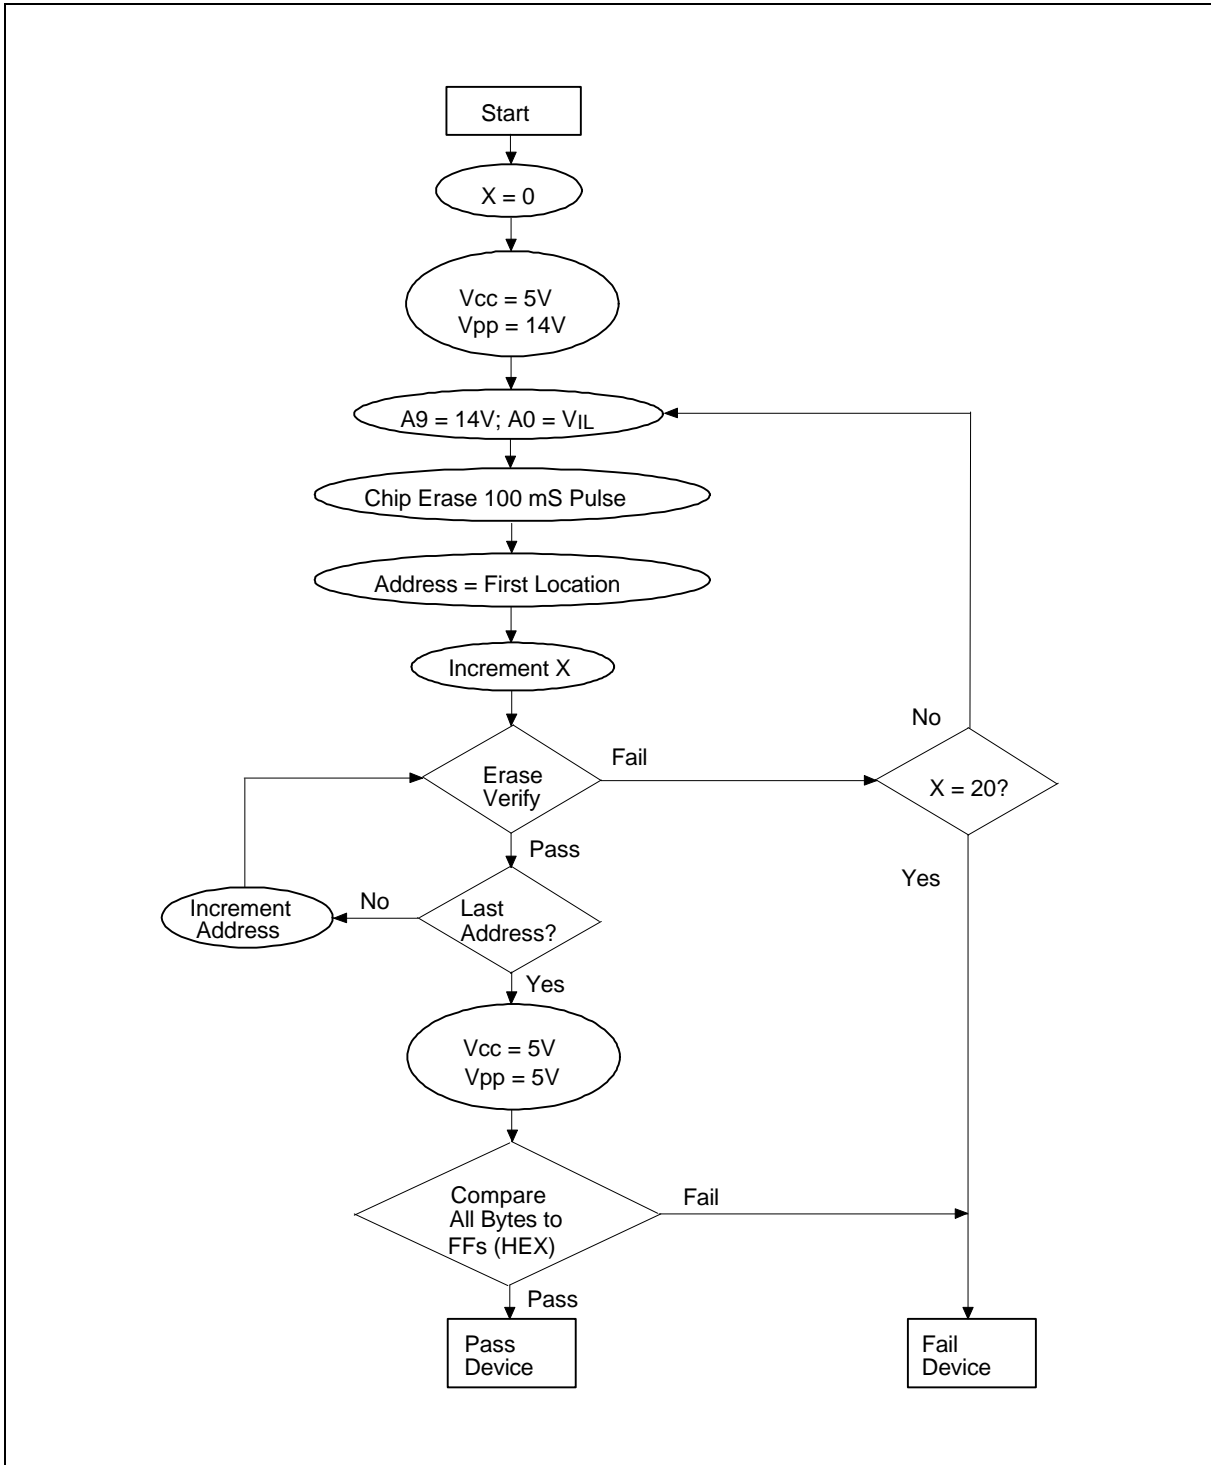 Start
X = 0
Vcc = 5V
Vpp = 14V
A9 = 14V; A0 = VIL
Chip Erase 100 mS Pulse
Address = First Location
Increment X
No
Fail
Erase
Verify
X = 20?
Pass
Yes
No
Increment
Address
Last
Address?
Yes
Vcc = 5V
Vpp = 5V
Compare
All Bytes to
FFs (HEX)
Fail
Pass
Pass
Device
Fail
Device